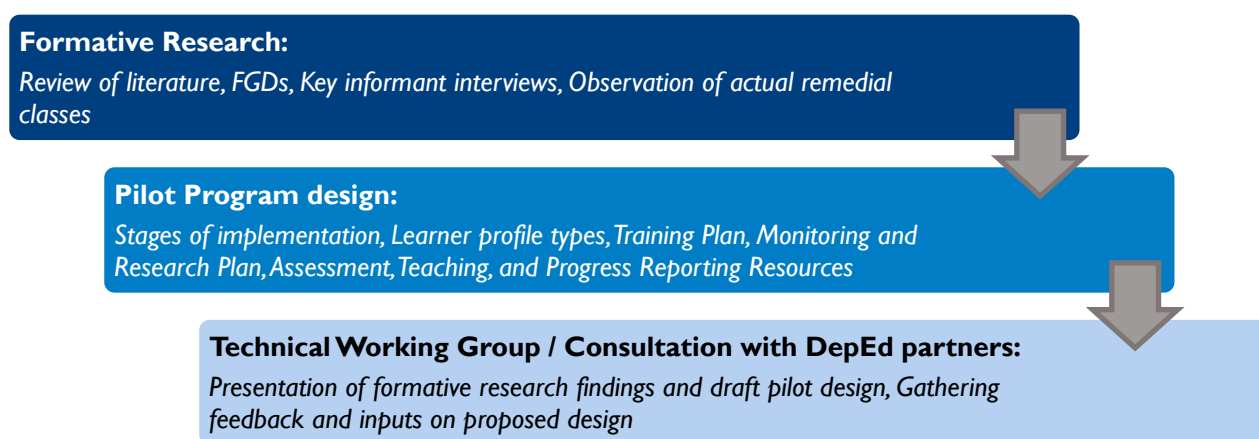 Formative Research:
Review of literature, FGDs, Key informant interviews, Observation of actual remedial
classes
Pilot Program design:
Stages of implementation, Learner profile types, Training Plan, Monitoring and
Research Plan, Assessment, Teaching, and Progress Reporting Resources
Technical Working Group / Consultation with DepEd partners:
Presentation of formative research findings and draft pilot design, Gathering
feedback and inputs on proposed design